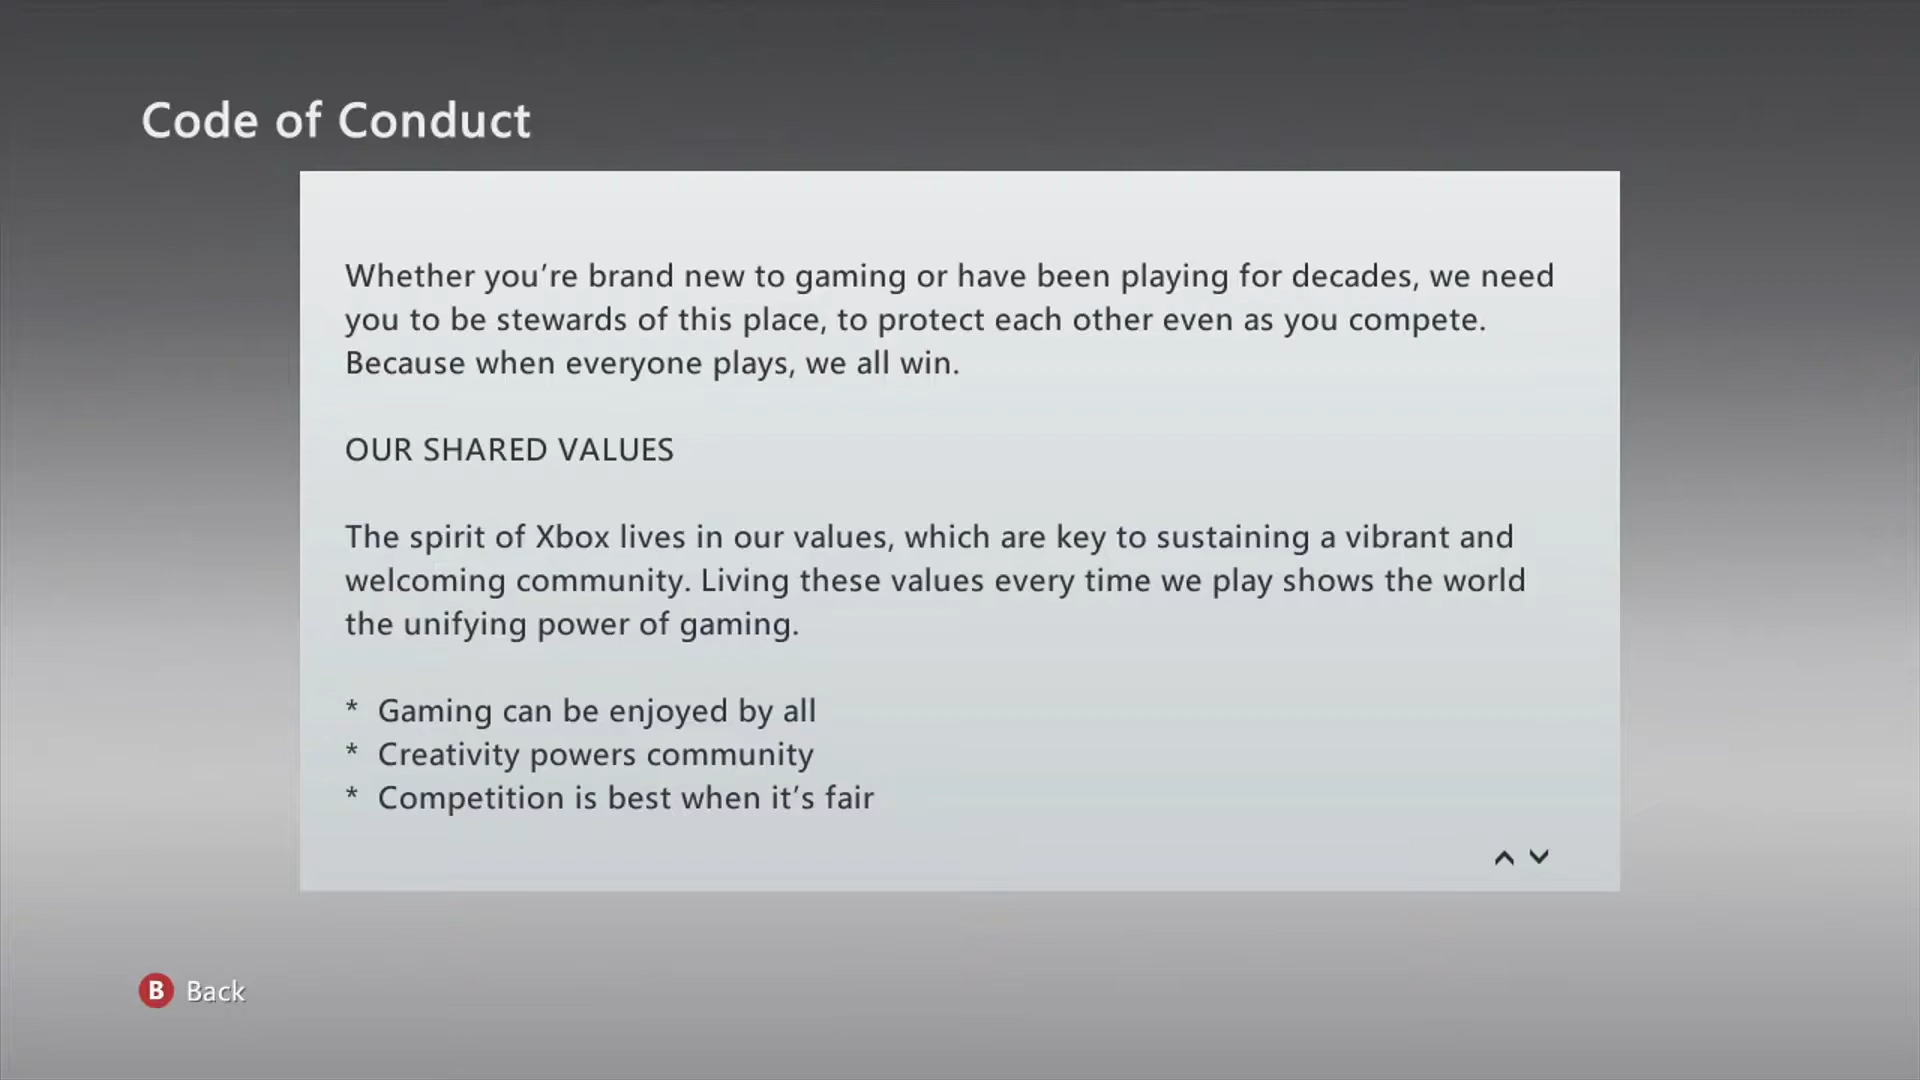 Code of Conduct
Whether you’re brand new to gaming or have been playing for decades, we need
you to be stewards of this place, to protect each other even as you compete.
Because when everyone plays, we all win.
OUR SHARED VALUES
The spirit of Xbox lives in our values, which are key to sustaining a vibrant and
welcoming community. Living these values every time we play shows the world
the unifying power of gaming.
* Gaming can be enjoyed by all
* Creativity powers community
* Competition is best when it’s fair
B Back